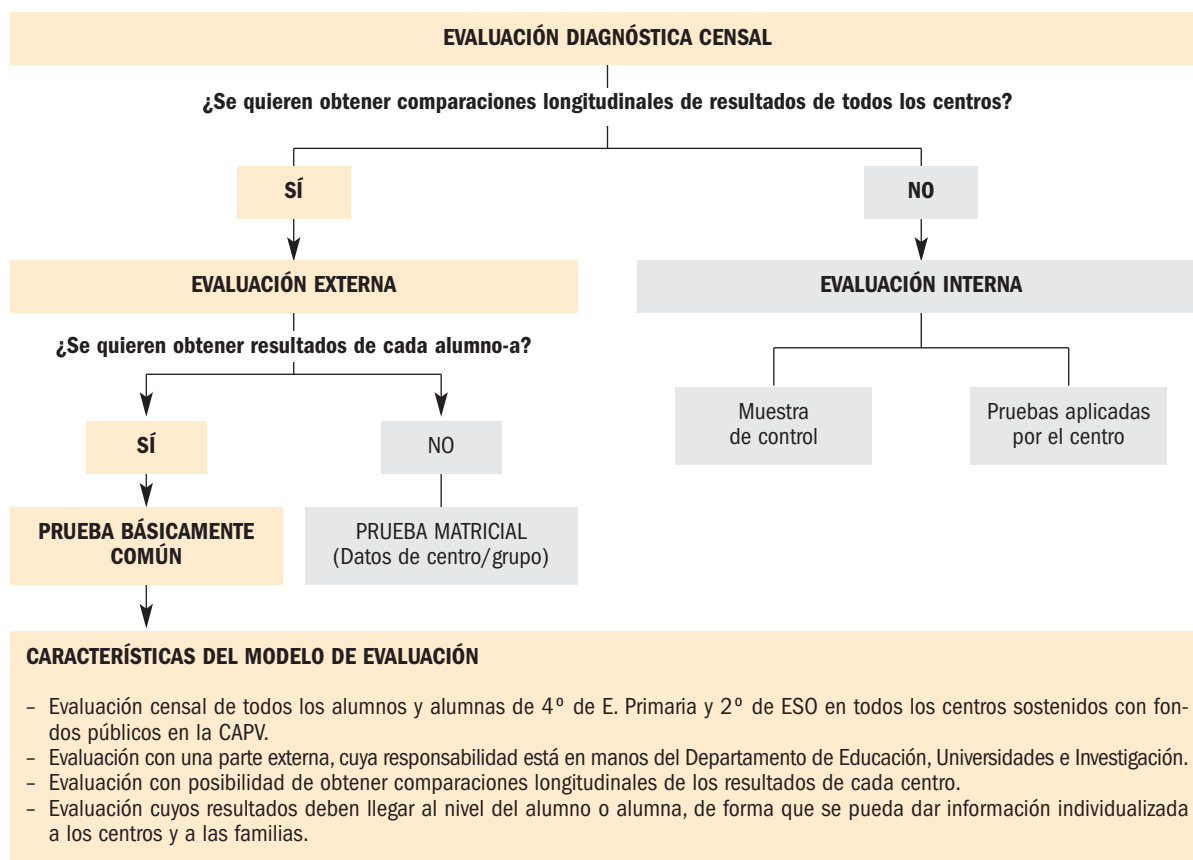 EVALUACIÓN DIAGNÓSTICA CENSAL
¿Se quieren obtener comparaciones longitudinales de resultados de todos los centros?
SÍ
NO
EVALUACIÓN EXTERNA
EVALUACIÓN INTERNA
¿Se quieren obtener resultados de cada alumno-a?
SÍ
NO
Muestra
de control
Pruebas aplicadas
por el centro
PRUEBA BÁSICAMENTE
COMÚN
PRUEBA MATRICIAL
(Datos de centro/grupo)
CARACTERÍSTICAS DEL MODELO DE EVALUACIÓN
– Evaluación censal de todos los alumnos y alumnas de 4º de E. Primaria y 2º de ESO en todos los centros sostenidos con fon-
dos públicos en la CAPV.
– Evaluación con una parte externa, cuya responsabilidad está en manos del Departamento de Educación, Universidades e Investigación.
– Evaluación con posibilidad de obtener comparaciones longitudinales de los resultados de cada centro.
– Evaluación cuyos resultados deben llegar al nivel del alumno o alumna, de forma que se pueda dar información individualizada
a los centros y a las familias.